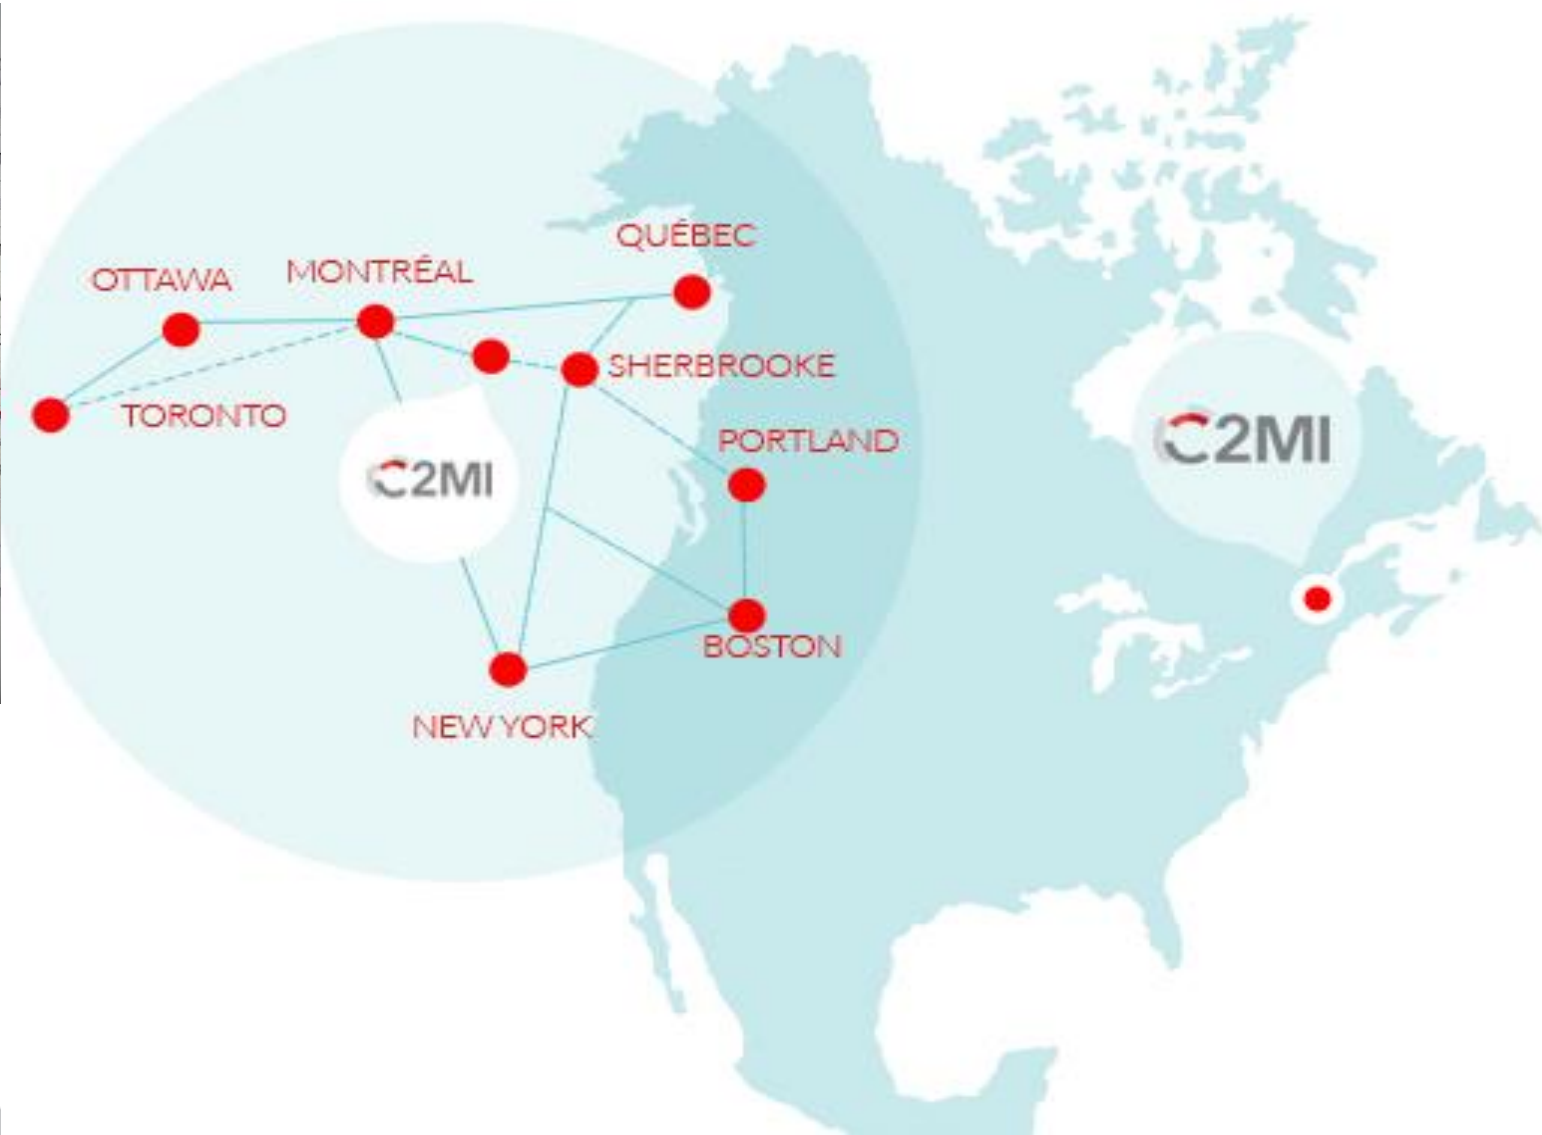 QUÉBEC
OTTAWA
MONTRÉAL
SHERBROOKE
TORONTO
PORTLAND
C2MI
C2MI
BOSTON
NEW YORK